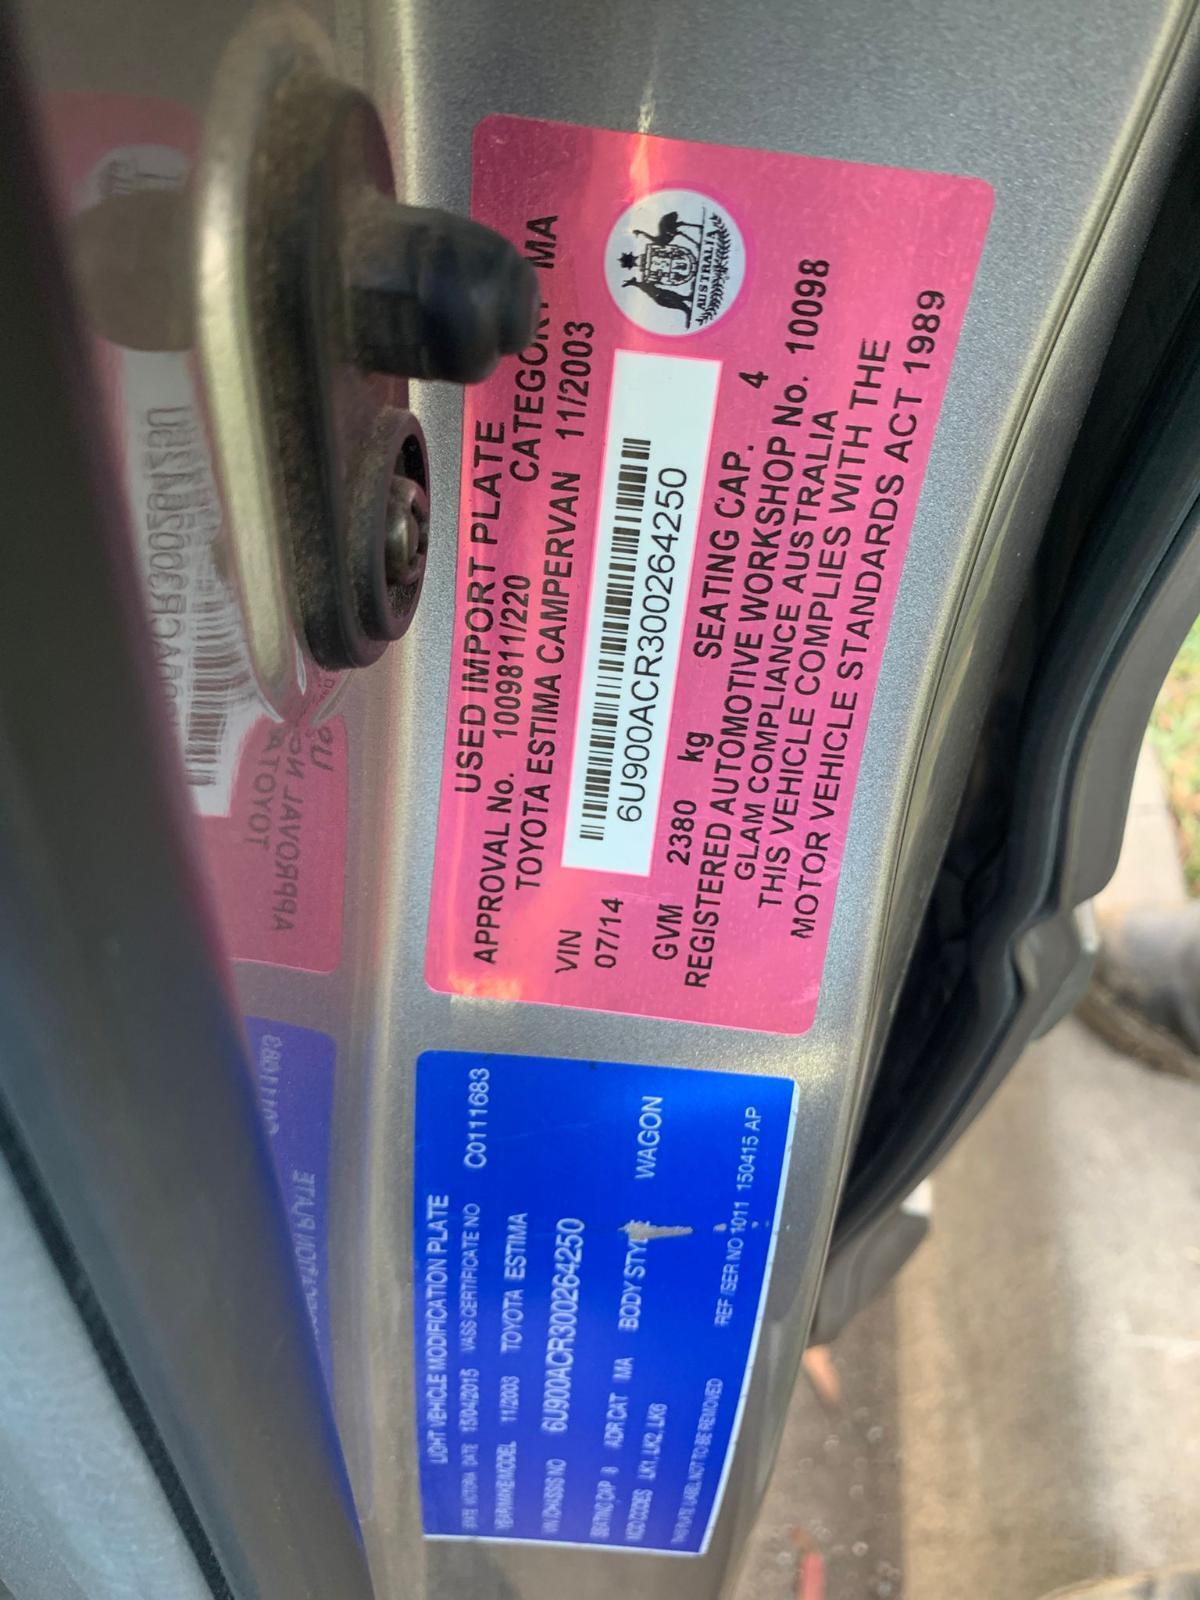 USED IMPORT PLATE
APPROVAL No. 1009811/220 CATEGORY MA
TOYOTA ESTIMA CAMPERVAN 11/2003
VIN
6U900ACR300264250
07/14
GVM 2380 kg SEATING CAP. 4
REGISTERED AUTOMOTIVE WORKSHOP No. 10098
GLAM COMPLIANCE AUSTRALIA
THIS VEHICLE COMPLIES WITH THE
MOTOR VEHICLE STANDARDS ACT 1989
AUSTRALIA
LIGHT VEHICLE MODIFICATION PLATE
STATE VICTORIA DATE 15/04/2015 VASS CERTIFICATE NO C0111683
YEAR/MAKE/MODEL 11/2003 TOYOTA ESTIMA
VIN/CHASSIS NO 6U900ACR300264250
SEATING CAP 8 ADR CAT MA BODY STYLE WAGON
MOD CODES LK1, LK2, LK6
LABEL NOT TO BE REMOVED REF/SER NO 1011 150415 AP